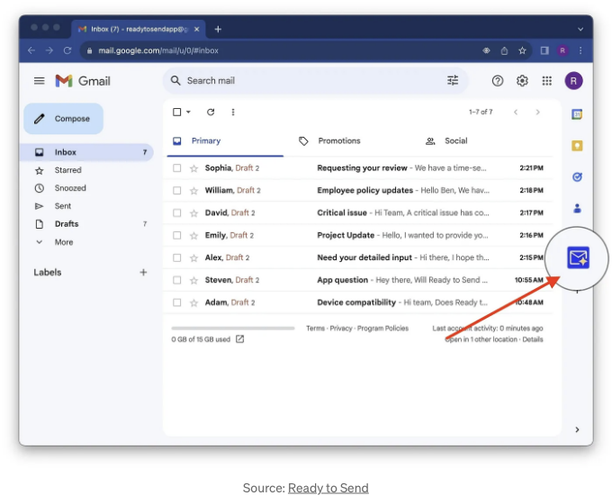 Inbox (7) - readytosendapp@g
mail.google.com/mail/u/0/#inbox
R
Gmail
Search mail
R
Compose
1-7 of 7
Primary
Promotions
Social
Inbox 7
Starred
Snoozed
Sent
Drafts 7
More
Labels
Sophia, Draft 2 Requesting your review - We have a time-se... 2:21 PM
William, Draft 2 Employee policy updates - Hello Ben, We hav... 2:18 PM
David, Draft 2 Critical issue - Hi Team, A critical issue has co... 2:17 PM
Emily, Draft 2 Project Update - Hello, I wanted to provide yo... 2:16 PM
Alex, Draft 2 Need your detailed input - Hi there, I hope th... 2:15 PM
Steven, Draft 2 App question - Hey there, Will Ready to Send ... 10:55 AM
Adam, Draft 2 Device compatibility - Hi team, Does Ready t... 10:48 AM
0 GB of 15 GB used
Terms · Privacy · Program Policies
Last account activity: 0 minutes ago
Open in 1 other location · Details
Source: Ready to Send